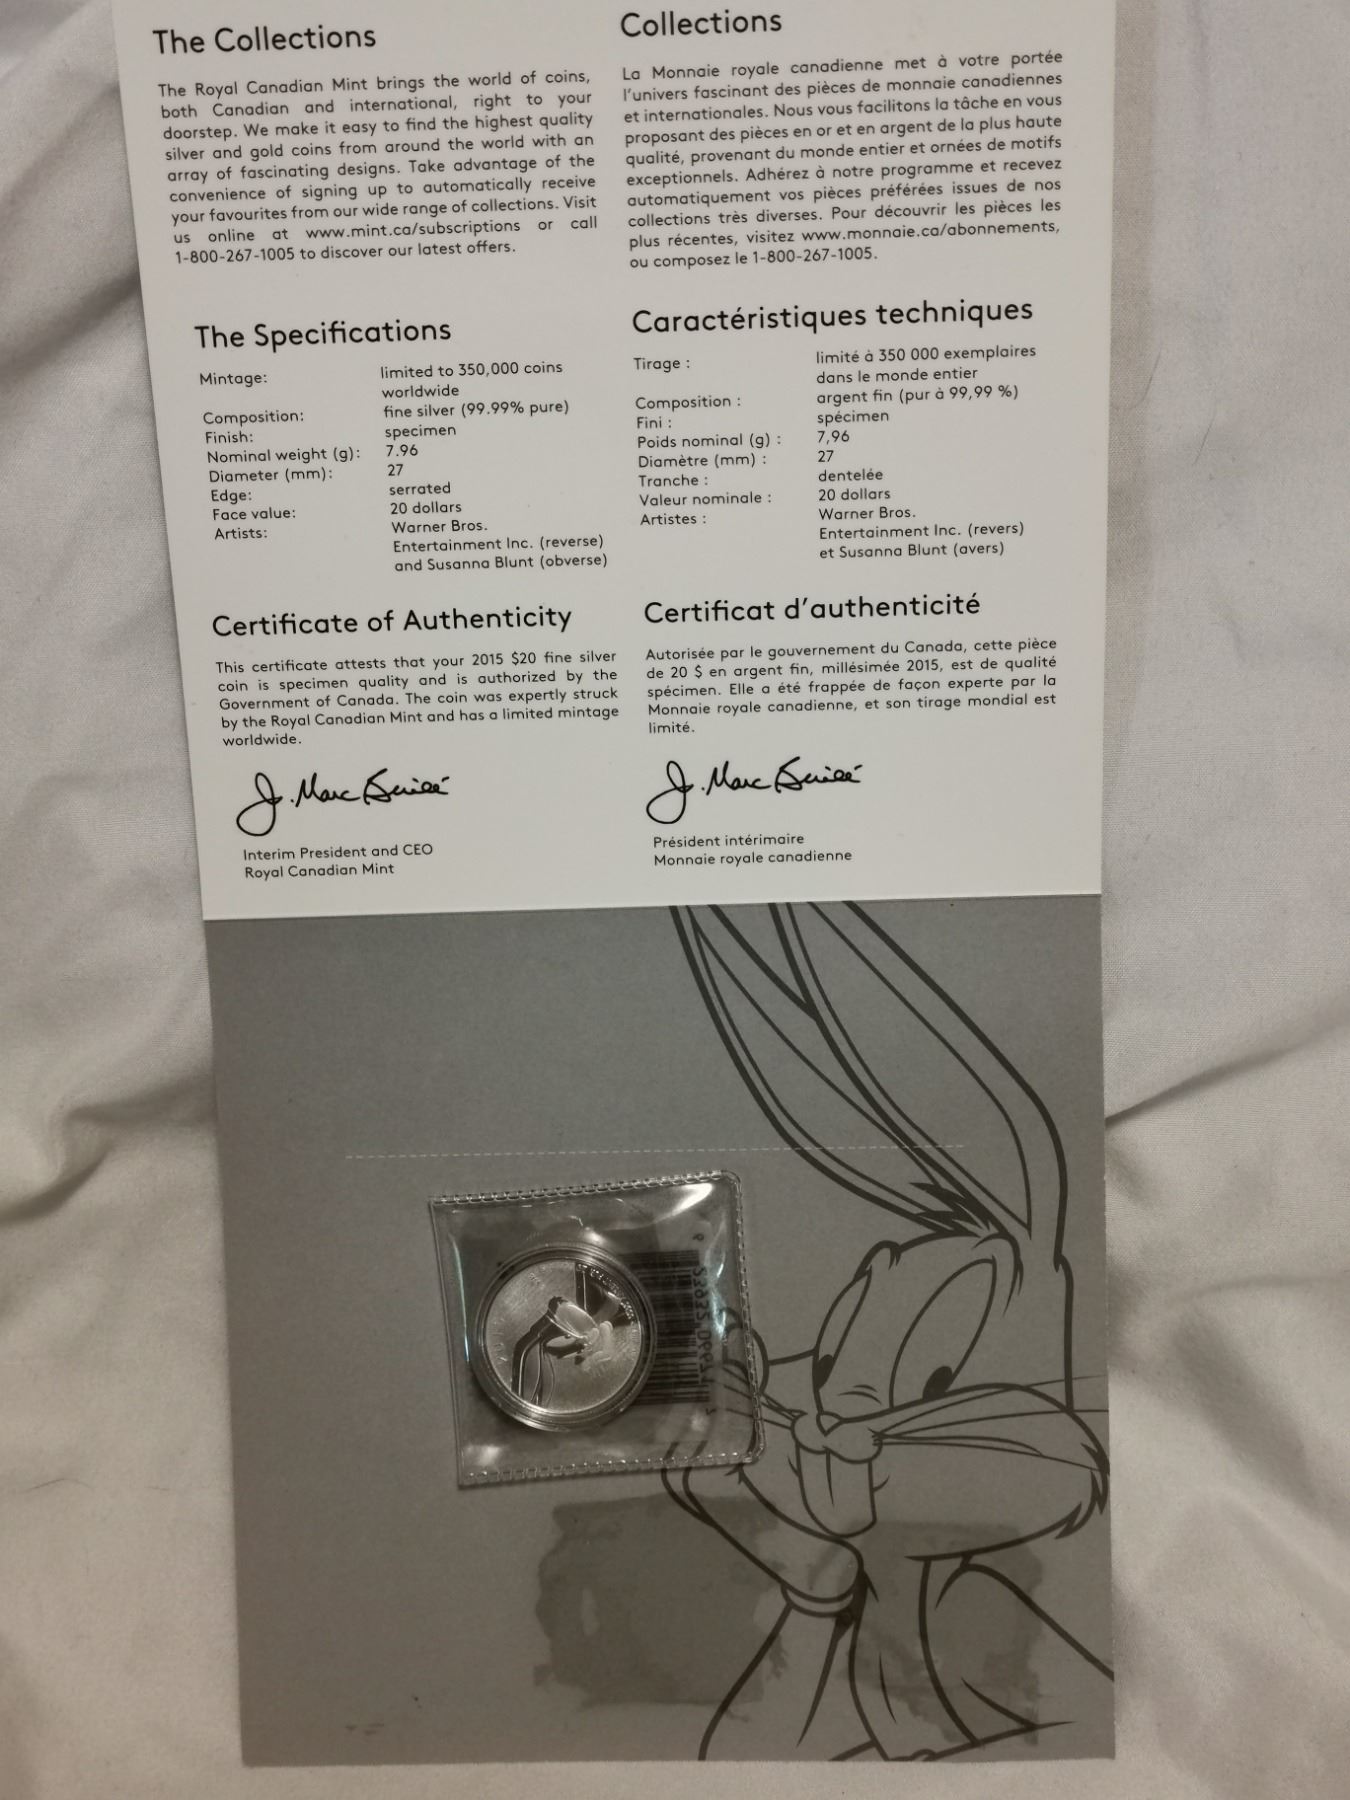 The Collections
The Royal Canadian Mint brings the world of coins,
both Canadian and international, right to your
doorstep. We make it easy to find the highest quality
silver and gold coins from around the world with an
array of fascinating designs. Take advantage of the
convenience of signing up to automatically receive
your favourites from our wide range of collections. Visit
us online at www.mint.ca/subscriptions or call
1-800-267-1005 to discover our latest offers.
Collections
La Monnaie royale canadienne met à votre portée
l'univers fascinant des pièces de monnaie canadiennes
et internationales. Nous vous facilitons la tâche en vous
proposant des pièces en or et en argent de la plus haute
qualité, provenant du monde entier et ornées de motifs
exceptionnels. Adhérez à notre programme et recevez
automatiquement vos pièces préférées issues de nos
collections très diverses. Pour découvrir les pièces les
plus récentes, visitez www.monnaie.ca/abonnements,
ou composez le 1-800-267-1005.
The Specifications
Mintage: limited to 350,000 coins
worldwide
Composition: fine silver (99.99% pure)
Finish: specimen
Nominal weight (g): 7.96
Diameter (mm): 27
Edge: serrated
Face value: 20 dollars
Artists: Warner Bros.
Entertainment Inc. (reverse)
and Susanna Blunt (obverse)
Caractéristiques techniques
Tirage : limité à 350 000 exemplaires
dans le monde entier
Composition : argent fin (pur à 99,99 %)
Fini : spécimen
Poids nominal (g) : 7,96
Diamètre (mm) : 27
Tranche : dentelée
Valeur nominale : 20 dollars
Artistes : Warner Bros.
Entertainment Inc. (revers)
et Susanna Blunt (avers)
Certificate of Authenticity
This certificate attests that your 2015 $20 fine silver
coin is specimen quality and is authorized by the
Government of Canada. The coin was expertly struck
by the Royal Canadian Mint and has a limited mintage
worldwide.
Interim President and CEO
Royal Canadian Mint
Certificat d'authenticité
Autorisée par le gouvernement du Canada, cette pièce
de 20 $ en argent fin, millésimée 2015, est de qualité
spécimen. Elle a été frappée de façon experte par la
Monnaie royale canadienne, et son tirage mondial est
limité.
Président intérimaire
Monnaie royale canadienne